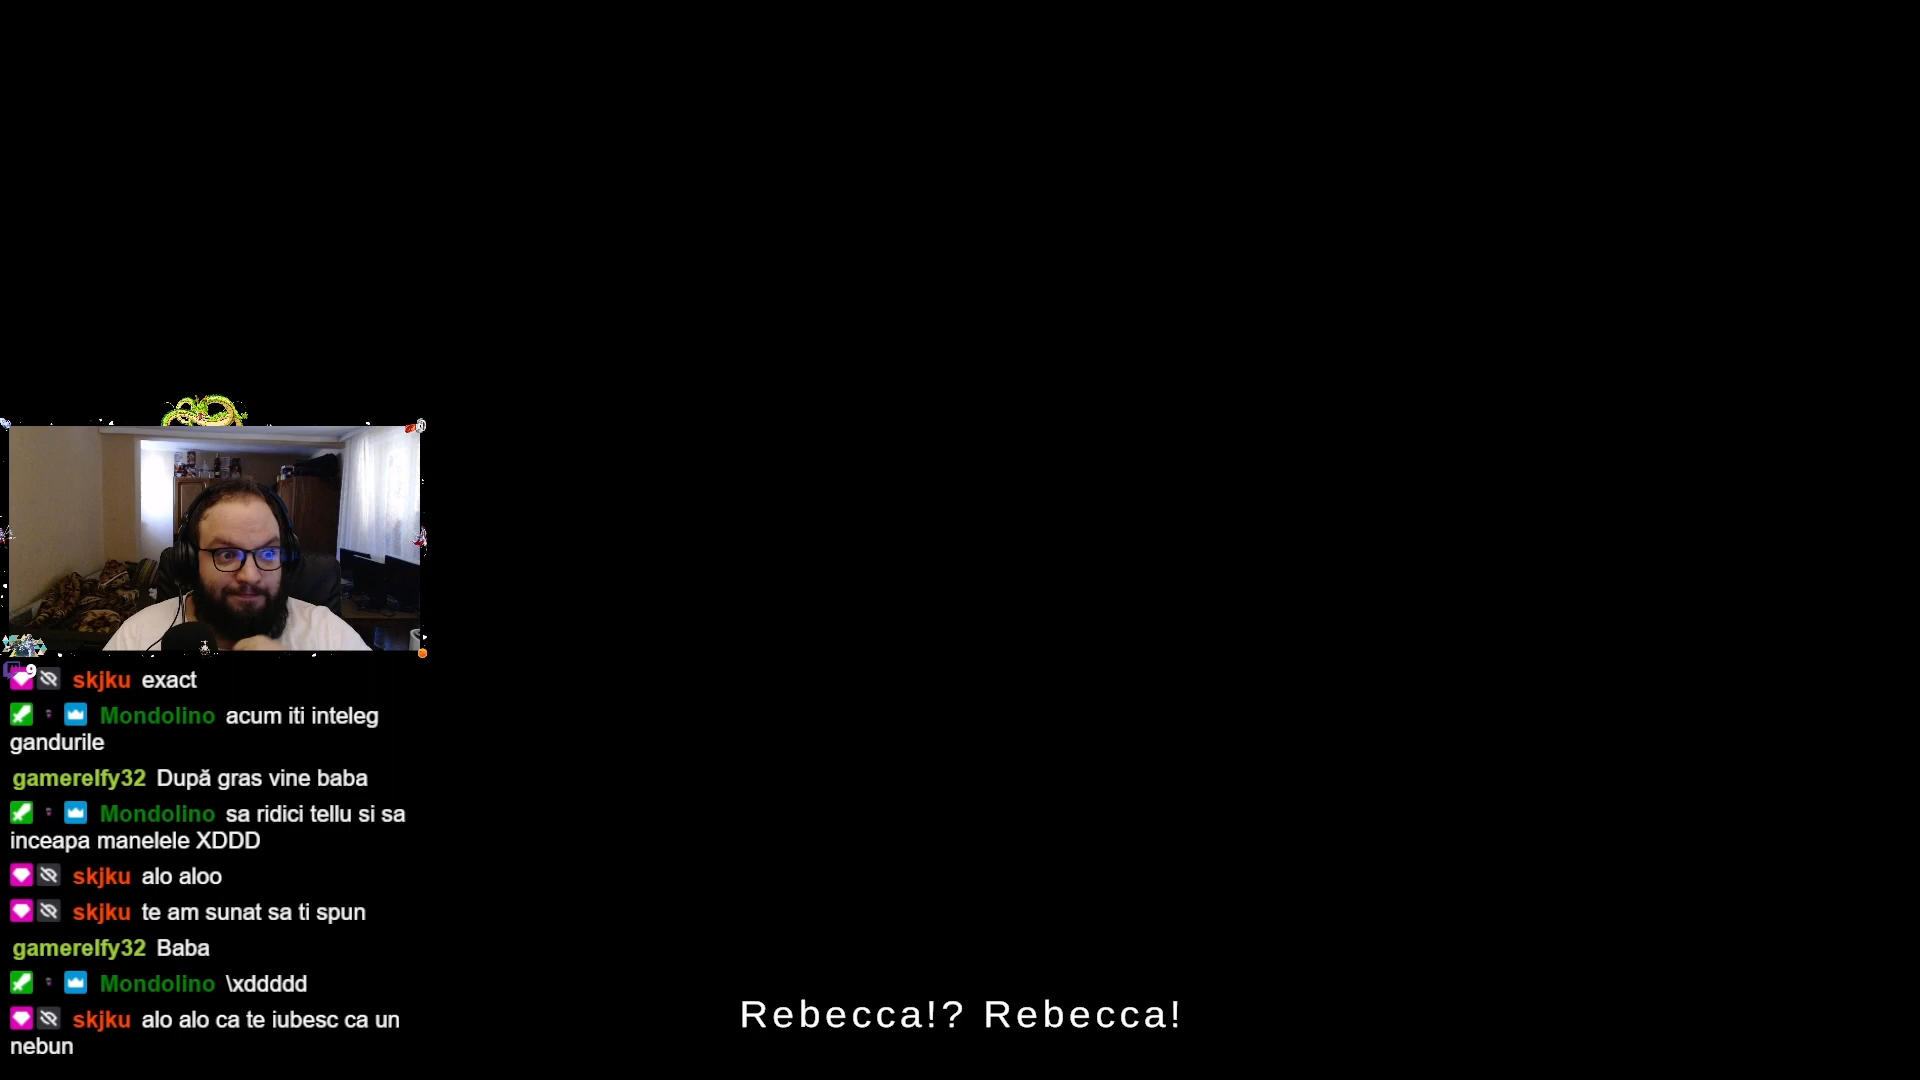 9
skjku exact
Mondolino acum iti inteleg
gandurile
gamerelfy32 După gras vine baba
Mondolino sa ridici tellu si sa
inceapa manelele XDDD
skjku alo aloo
skjku te am sunat sa ti spun
gamerelfy32 Baba
Mondolino \xddddd
skjku alo alo ca te iubesc ca un
nebun
Rebecca!? Rebecca!